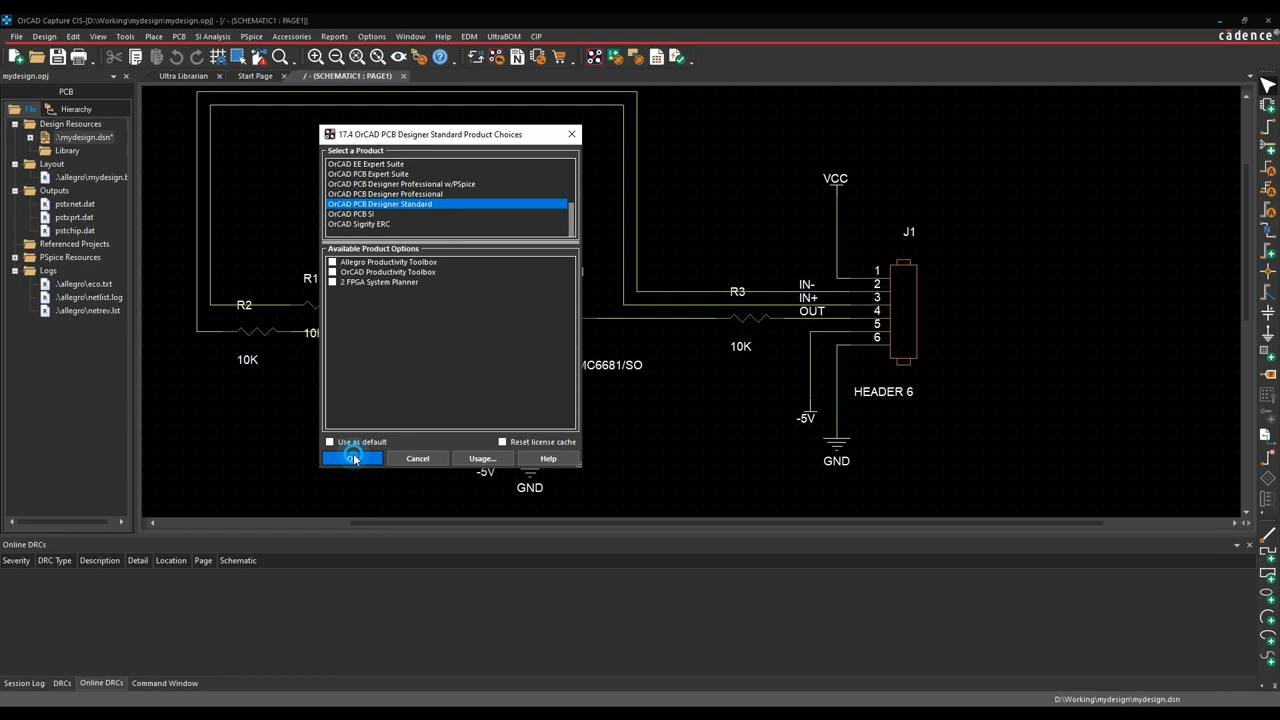 OrCAD Capture CIS-[D:\Working\mydesign\mydesign.opj] - [/ - (SCHEMATIC1 : PAGE1)]
File Design Edit View Tools Place PCB SI Analysis PSpice Accessories Reports Options Window Help EDM UltraBOM CIP
cādence
mydesign.opj
Ultra Librarian
Start Page
/ - (SCHEMATIC1 : PAGE1)
PCB
File
Hierarchy
Design Resources
.\mydesign.dsn*
Library
Layout
.\allegro\mydesign.b
Outputs
pstxnet.dat
pstxprt.dat
pstchip.dat
Referenced Projects
PSpice Resources
Logs
.\allegro\eco.txt
.\allegro\netlist.log
.\allegro\netrev.lst
17.4 OrCAD PCB Designer Standard Product Choices
Select a Product
OrCAD EE Expert Suite
OrCAD PCB Expert Suite
OrCAD PCB Designer Professional w/PSpice
OrCAD PCB Designer Professional
OrCAD PCB Designer Standard
OrCAD PCB SI
OrCAD Sigrity ERC
Available Product Options
Allegro Productivity Toolbox
OrCAD Productivity Toolbox
2 FPGA System Planner
Use as default
Reset license cache
Cancel
Usage...
Help
R1
R2
10K
-5V
GND
MC6681/SO
R3
10K
VCC
J1
IN-
IN+
OUT
1
2
3
4
5
6
-5V
GND
HEADER 6
Online DRCs
Severity DRC Type Description Detail Location Page Schematic
Session Log DRCs Online DRCs Command Window
D:\Working\mydesign\mydesign.dsn